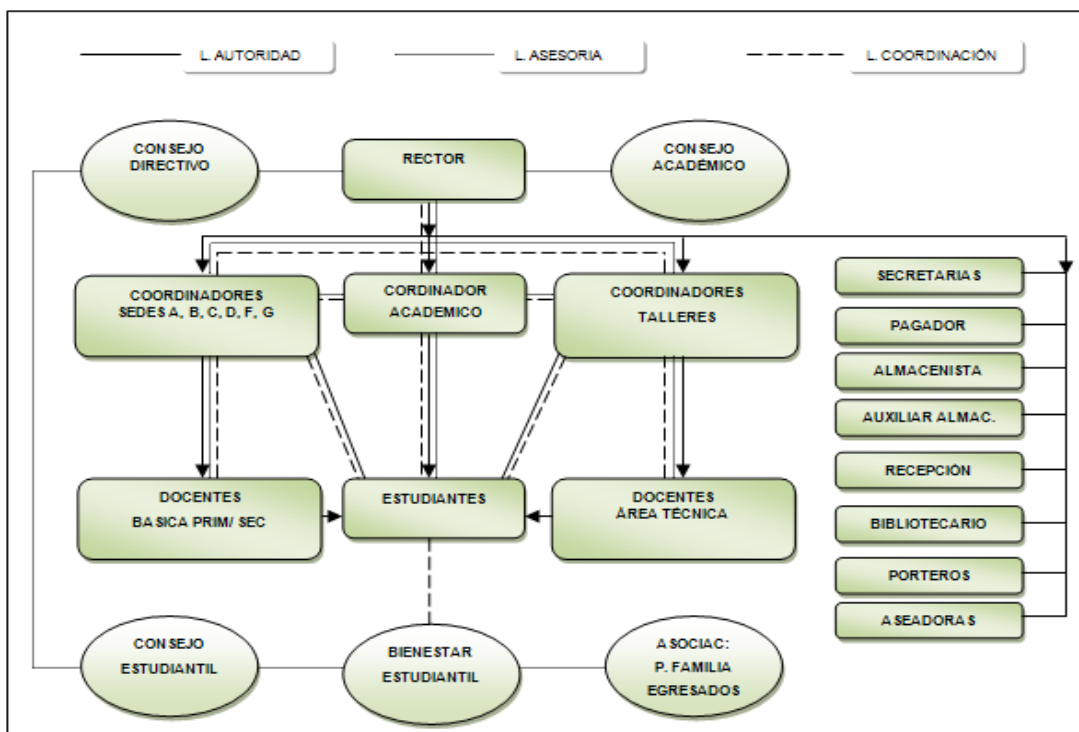 L. AUTORIDAD
L. ASESORIA
L. COORDINACIÓN
CONSEJO
DIRECTIVO
RECTOR
CONSEJO
ACADÉMICO
COORDINADORES
SEDES A, B, C, D, F, G
CORDINADOR
ACADEMICO
COORDINADORES
TALLERES
SECRETARIAS
PAGADOR
ALMACENISTA
AUXILIAR ALMAC.
RECEPCIÓN
BIBLIOTECARIO
PORTEROS
ASEADORAS
DOCENTES
BASICA PRIM/ SEC
ESTUDIANTES
DOCENTES
ÁREA TÉCNICA
CONSEJO
ESTUDIANTIL
BIENESTAR
ESTUDIANTIL
ASOCIAC:
P. FAMILIA
EGRESADOS